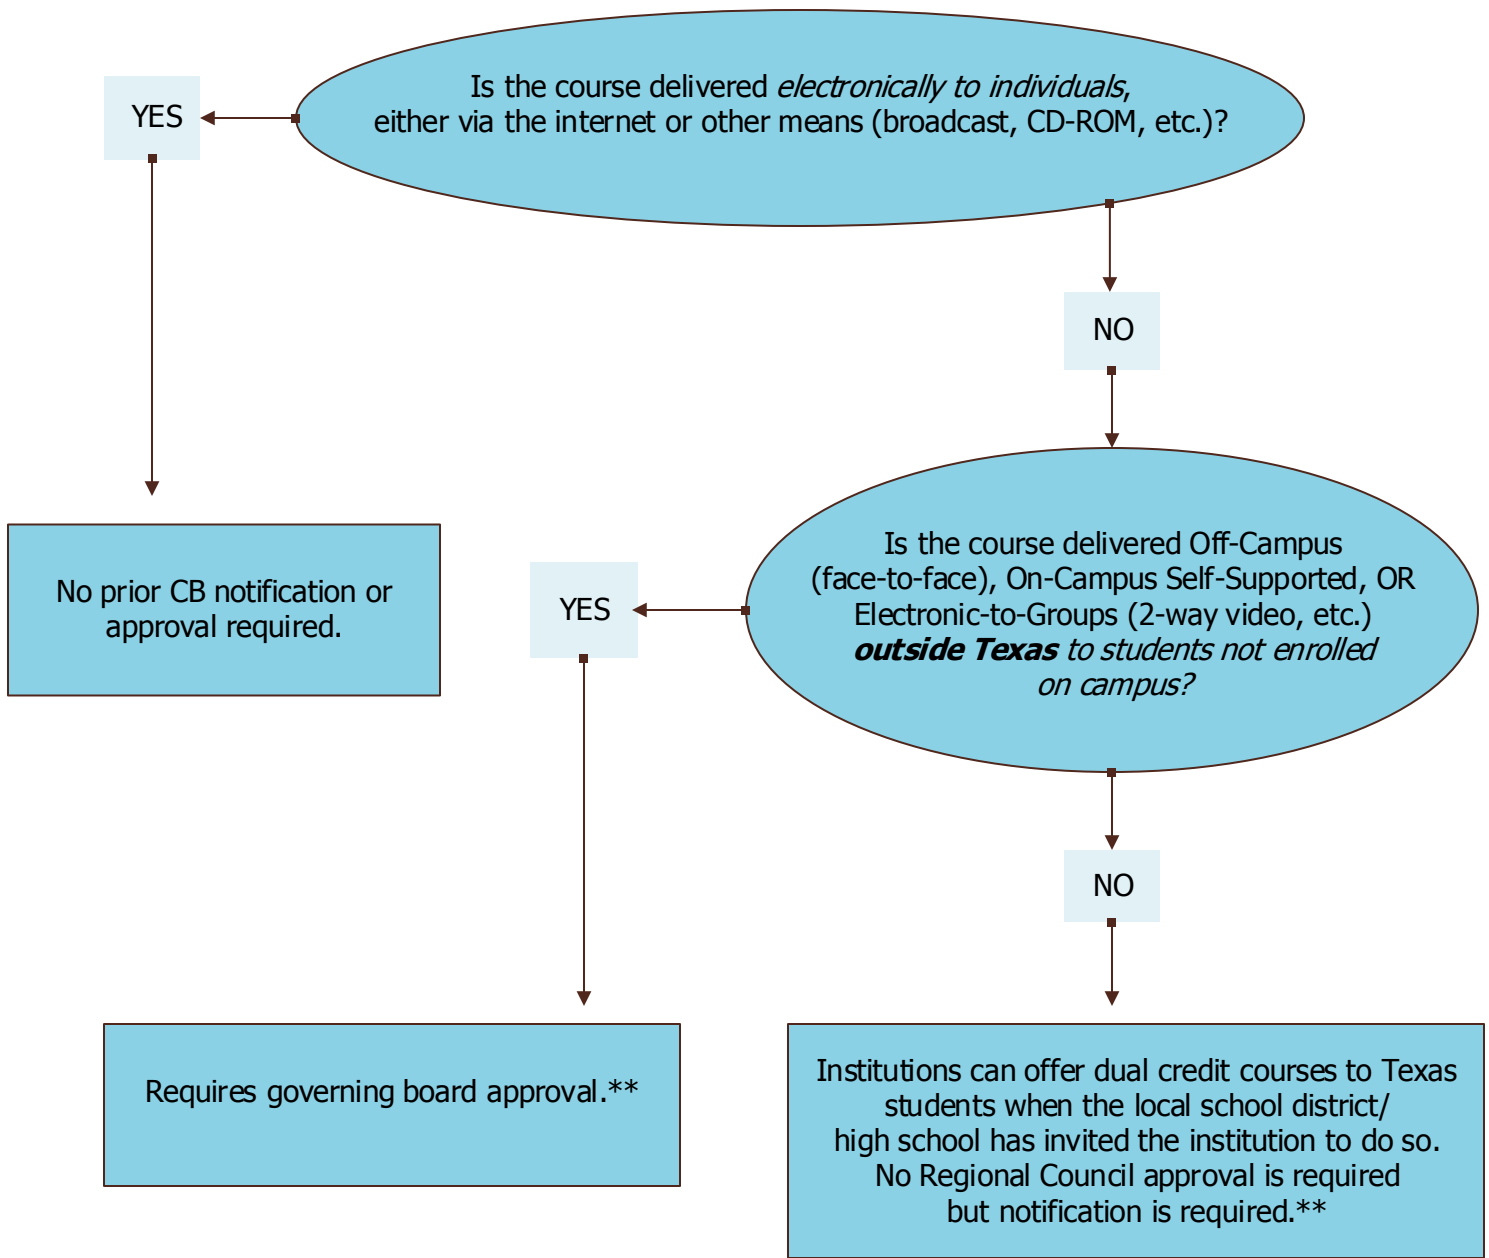 Is the course delivered electronically to individuals,
either via the internet or other means (broadcast, CD-ROM, etc.)?
YES
NO
No prior CB notification or
approval required.
Is the course delivered Off-Campus
(face-to-face), On-Campus Self-Supported, OR
Electronic-to-Groups (2-way video, etc.)
outside Texas to students not enrolled
on campus?
YES
NO
Requires governing board approval.**
Institutions can offer dual credit courses to Texas
students when the local school district/
high school has invited the institution to do so.
No Regional Council approval is required
but notification is required.**